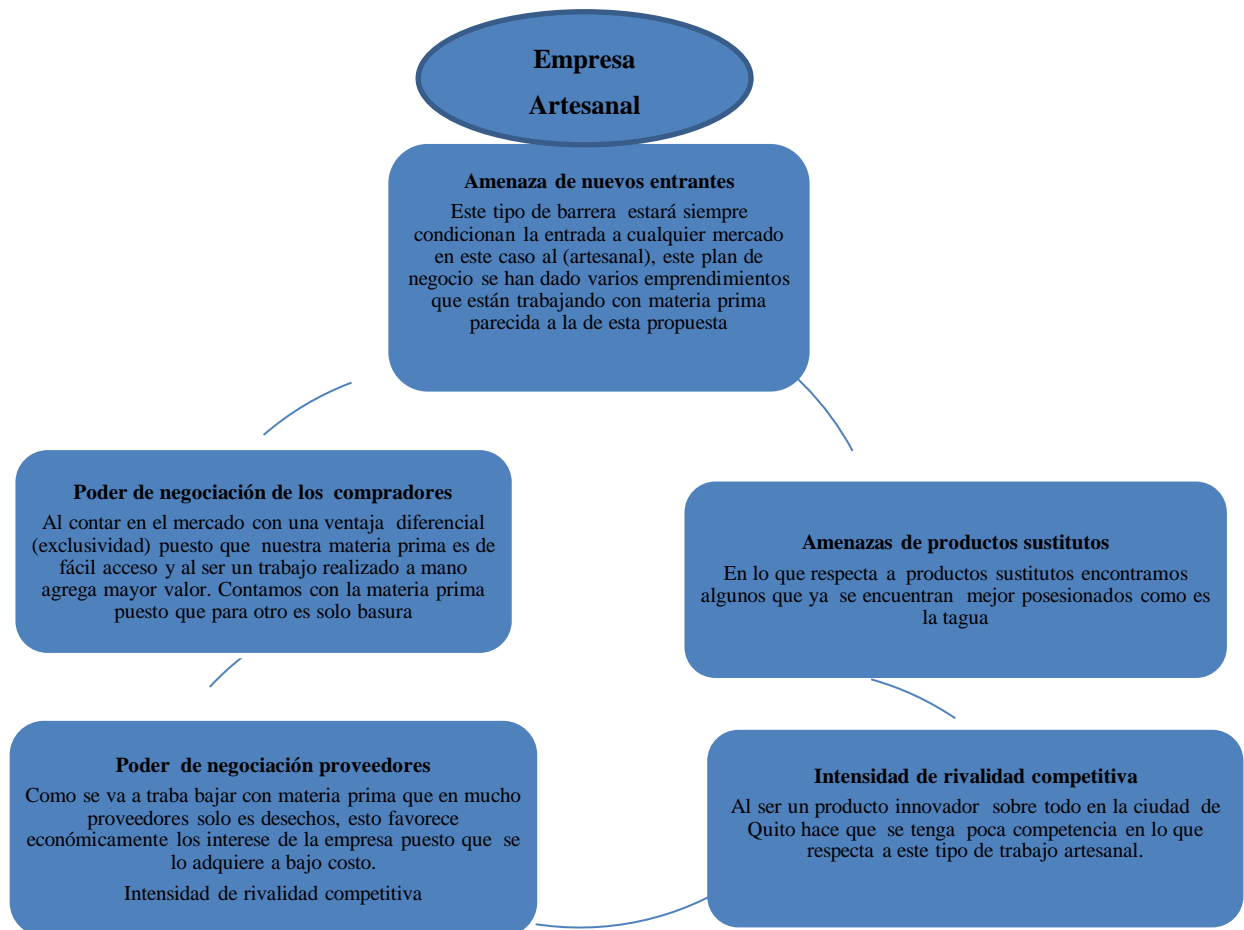 Empresa
Artesanal
Amenaza de nuevos entrantes
Este tipo de barrera estará siempre
condicionan la entrada a cualquier mercado
en este caso al (artesanal), este plan de
negocio se han dado varios emprendimientos
que están trabajando con materia prima
parecida a la de esta propuesta
Poder de negociación de los compradores
Al contar en el mercado con una ventaja diferencial
(exclusividad) puesto que nuestra materia prima es de
fácil acceso y al ser un trabajo realizado a mano
agrega mayor valor. Contamos con la materia prima
puesto que para otro es solo basura
Amenazas de productos sustitutos
En lo que respecta a productos sustitutos encontramos
algunos que ya se encuentran mejor posesionados como es
la tagua
Poder de negociación proveedores
Como se va a traba bajar con materia prima que en mucho
proveedores solo es desechos, esto favorece
económicamente los interese de la empresa puesto que se
lo adquiere a bajo costo.
Intensidad de rivalidad competitiva
Intensidad de rivalidad competitiva
Al ser un producto innovador sobre todo en la ciudad de
Quito hace que se tenga poca competencia en lo que
respecta a este tipo de trabajo artesanal.